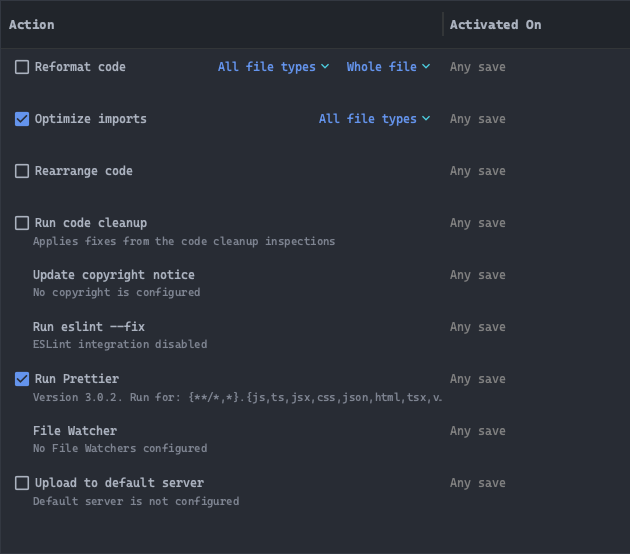 Action Activated On
Reformat code All file types Whole file Any save
Optimize imports All file types Any save
Rearrange code Any save
Run code cleanup Any save
Applies fixes from the code cleanup inspections
Update copyright notice Any save
No copyright is configured
Run eslint --fix Any save
ESLint integration disabled
Run Prettier Any save
Version 3.0.2. Run for: {**/*,*}.{js,ts,jsx,css,json,html,tsx,v…
File Watcher Any save
No File Watchers configured
Upload to default server Any save
Default server is not configured